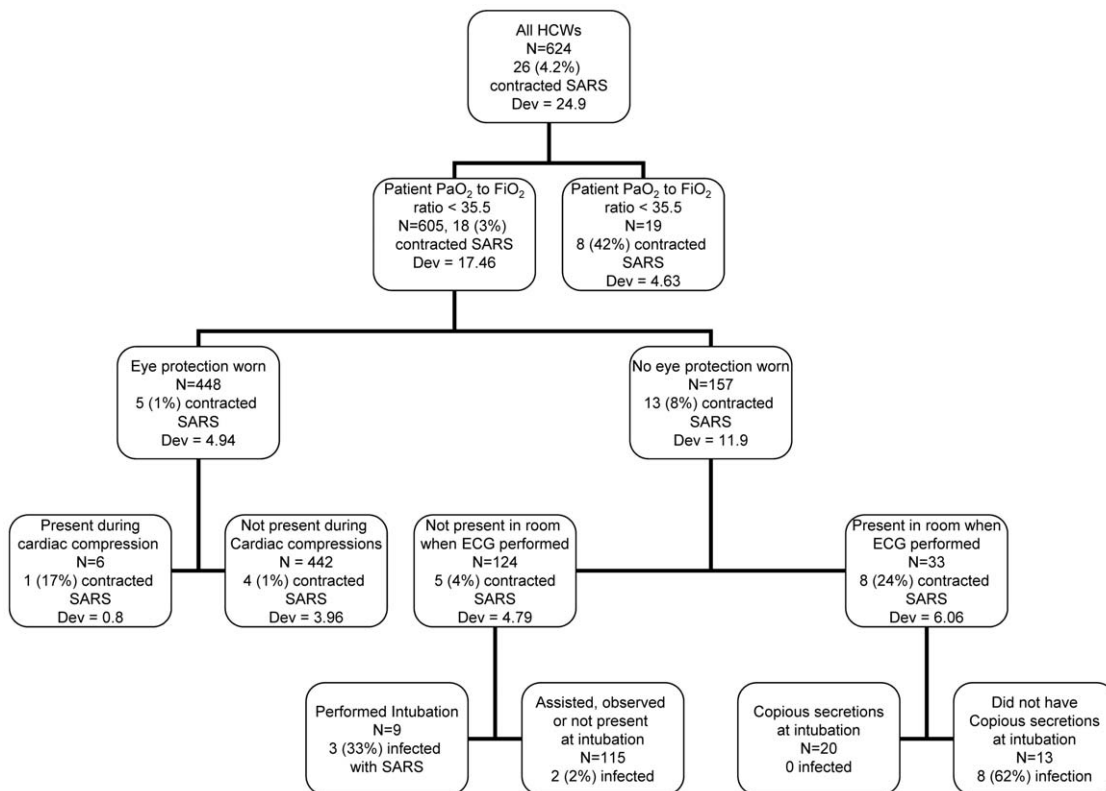 All HCWs
N=624
26 (4.2%)
contracted SARS
Dev = 24.9
Patient PaO₂ to FiO₂
ratio < 35.5
N=605, 18 (3%)
contracted SARS
Dev = 17.46
Patient PaO₂ to FiO₂
ratio < 35.5
N=19
8 (42%) contracted
SARS
Dev = 4.63
Eye protection worn
N=448
5 (1%) contracted
SARS
Dev = 4.94
No eye protection worn
N=157
13 (8%) contracted
SARS
Dev = 11.9
Present during
cardiac compression
N=6
1 (17%) contracted
SARS
Dev = 0.8
Not present during
Cardiac compressions
N = 442
4 (1%) contracted
SARS
Dev = 3.96
Not present in room
when ECG performed
N=124
5 (4%) contracted
SARS
Dev = 4.79
Present in room when
ECG performed
N=33
8 (24%) contracted
SARS
Dev = 6.06
Performed Intubation
N=9
3 (33%) infected
with SARS
Assisted, observed
or not present
at intubation
N=115
2 (2%) infected
Copious secretions
at intubation
N=20
0 infected
Did not have
Copious secretions
at intubation
N=13
8 (62%) infection